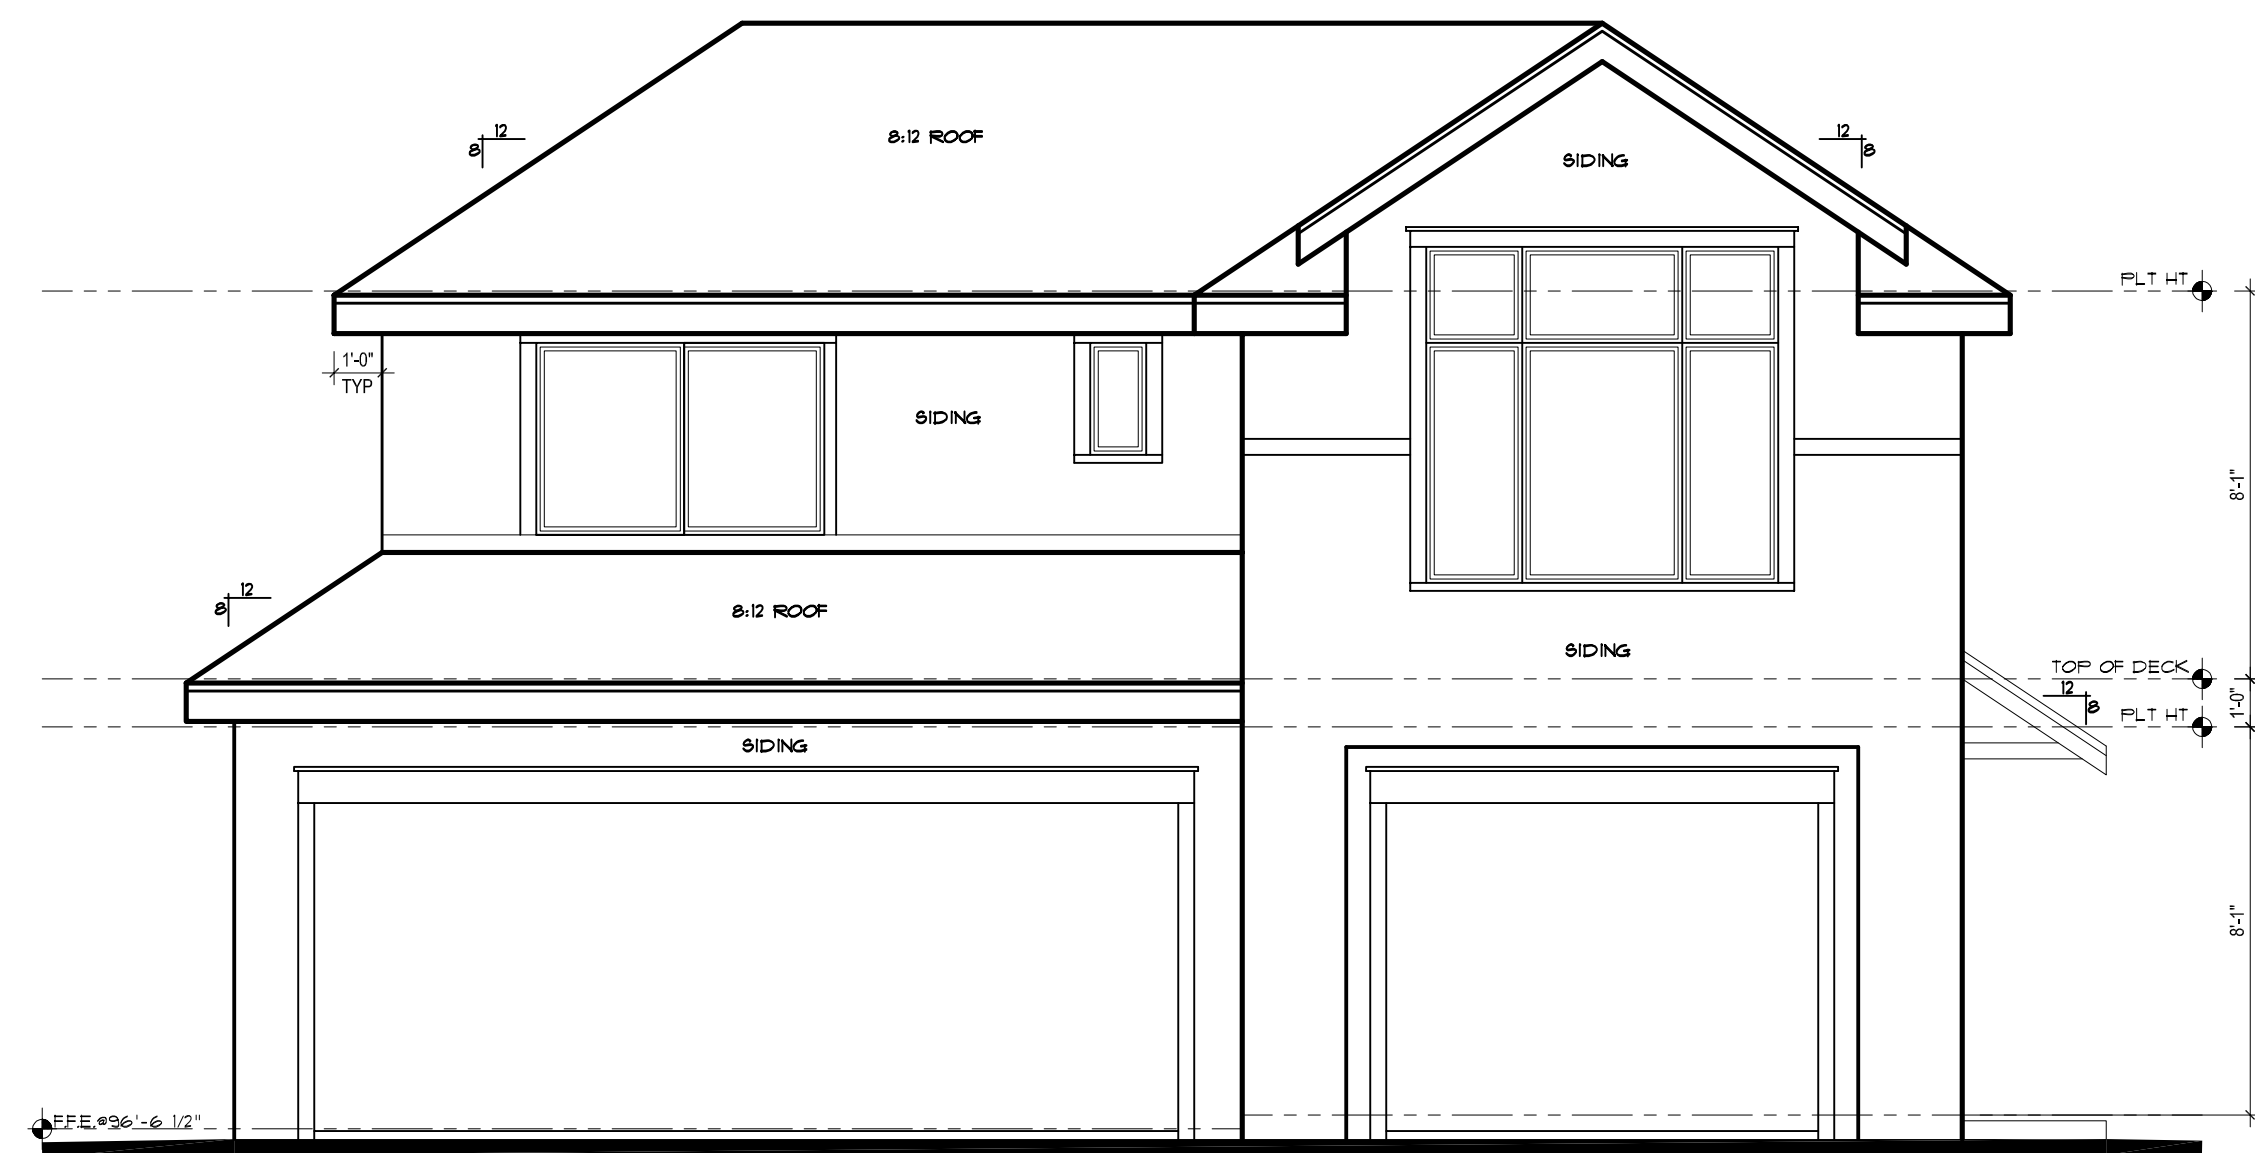 12
8
8:12 ROOF
SIDING
12
8
PLT HT
1'-0"
TYP
SIDING
8'-1"
12
8
8:12 ROOF
SIDING
TOP OF DECK
12
8
1'-0"
PLT HT
SIDING
8'-1"
F.F.E.@96'-6 1/2"